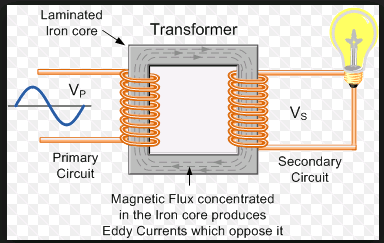 Laminated
Iron core
Transformer
VP
VS
Primary
Circuit
Secondary
Circuit
Magnetic Flux concentrated
in the Iron core produces
Eddy Currents which oppose it